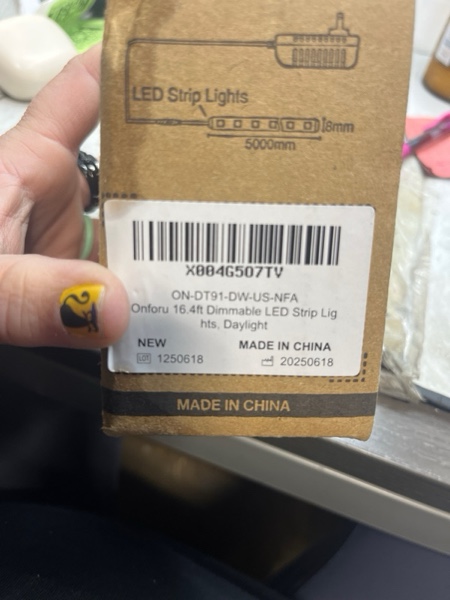 LED Strip Lights
8mm
5000mm
X004G507TV
ON-DT91-DW-US-NFA
Onforu 16.4ft Dimmable LED Strip Lig
hts, Daylight
NEW MADE IN CHINA
LOT 1250618 20250618
MADE IN CHINA